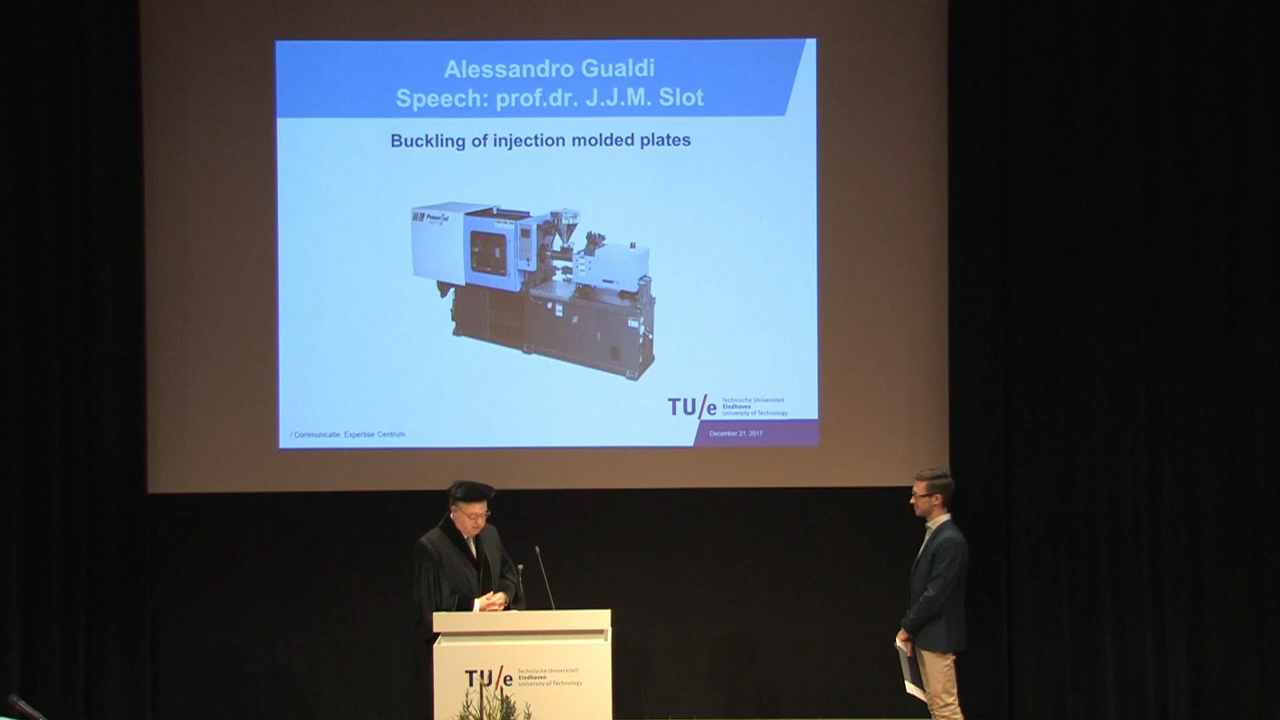 Alessandro Gualdi
Speech: prof.dr. J.J.M. Slot
Buckling of injection molded plates
TU/e
Technische Universiteit
Eindhoven
University of Technology
/ Communicatie Expertise Centrum
December 21, 2017
TU/e
Technische Universiteit
Eindhoven
University of Technology